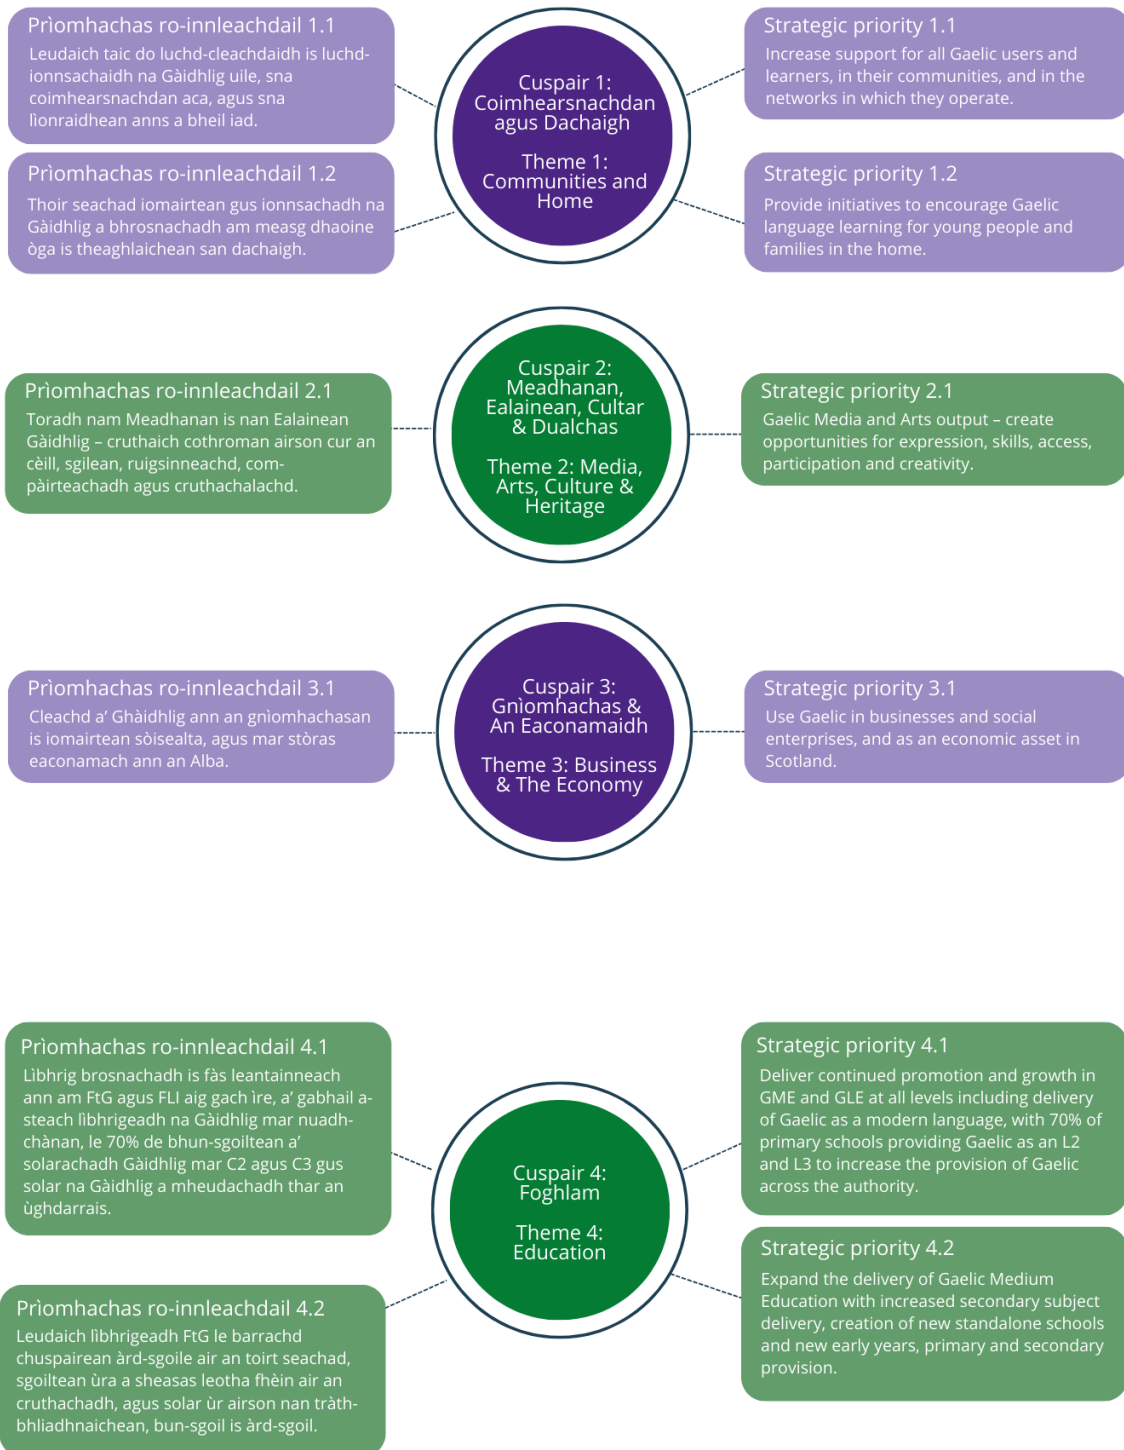 Prìomhachas ro-innleachdail 1.1
Leudaich taic do luchd-cleachdaidh is luchd-
ionnsachaidh na Gàidhlig uile, sna
coimhearsnachdan aca, agus sna
lìonraidhean anns a bheil iad.
Prìomhachas ro-innleachdail 1.2
Thoir seachad iomairtean gus ionnsachadh na
Gàidhlig a bhrosnachadh am measg dhaoine
òga is theaghlaichean san dachaigh.
Cuspair 1:
Coimhearsnachdan
agus Dachaigh
Theme 1:
Communities and
Home
Strategic priority 1.1
Increase support for all Gaelic users and
learners, in their communities, and in the
networks in which they operate.
Strategic priority 1.2
Provide initiatives to encourage Gaelic
language learning for young people and
families in the home.
Prìomhachas ro-innleachdail 2.1
Toradh nam Meadhanan is nan Ealainean
Gàidhlig – cruthaich cothroman airson cur an
cèill, sgilean, ruigsinneachd, com-
pàirteachadh agus cruthachalachd.
Cuspair 2:
Meadhanan,
Ealainean, Cultar
& Dualchas
Theme 2: Media,
Arts, Culture &
Heritage
Strategic priority 2.1
Gaelic Media and Arts output – create
opportunities for expression, skills, access,
participation and creativity.
Prìomhachas ro-innleachdail 3.1
Cleachd a’ Ghàidhlig ann an gnìomhachasan
is iomairtean sòisealta, agus mar stòras
eaconamach ann an Alba.
Cuspair 3:
Gnìomhachas &
An Eaconamaidh
Theme 3: Business
& The Economy
Strategic priority 3.1
Use Gaelic in businesses and social
enterprises, and as an economic asset in
Scotland.
Prìomhachas ro-innleachdail 4.1
Lìbhrig brosnachadh is fàs leantainneach
ann am FtG agus FLI aig gach ìre, a’ gabhail a-
steach lìbhrigeadh na Gàidhlig mar nuadh-
chànan, le 70% de bhun-sgoiltean a’
solarachadh Gàidhlig mar C2 agus C3 gus
solar na Gàidhlig a mheudachadh thar an
ùghdarrais.
Prìomhachas ro-innleachdail 4.2
Leudaich lìbhrigeadh FtG le barrachd
chuspairean àrd-sgoile air an toirt seachad,
sgoiltean ùra a sheasas leotha fhèin air an
cruthachadh, agus solar ùr airson nan tràth-
bhliadhnaichean, bun-sgoil is àrd-sgoil.
Cuspair 4:
Foghlam
Theme 4:
Education
Strategic priority 4.1
Deliver continued promotion and growth in
GME and GLE at all levels including delivery
of Gaelic as a modern language, with 70% of
primary schools providing Gaelic as an L2
and L3 to increase the provision of Gaelic
across the authority.
Strategic priority 4.2
Expand the delivery of Gaelic Medium
Education with increased secondary subject
delivery, creation of new standalone schools
and new early years, primary and secondary
provision.